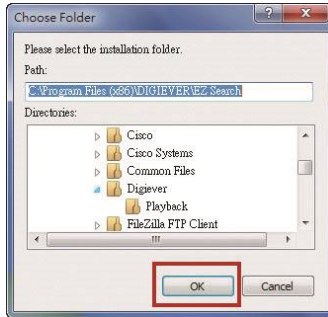 Choose Folder
Please select the installation folder.
Path:
C:\Program Files (x86)\DIGIEVER\EZ Search
Directories:
Cisco
Cisco Systems
Common Files
Digiever
Playback
FileZilla FTP Client
OK Cancel